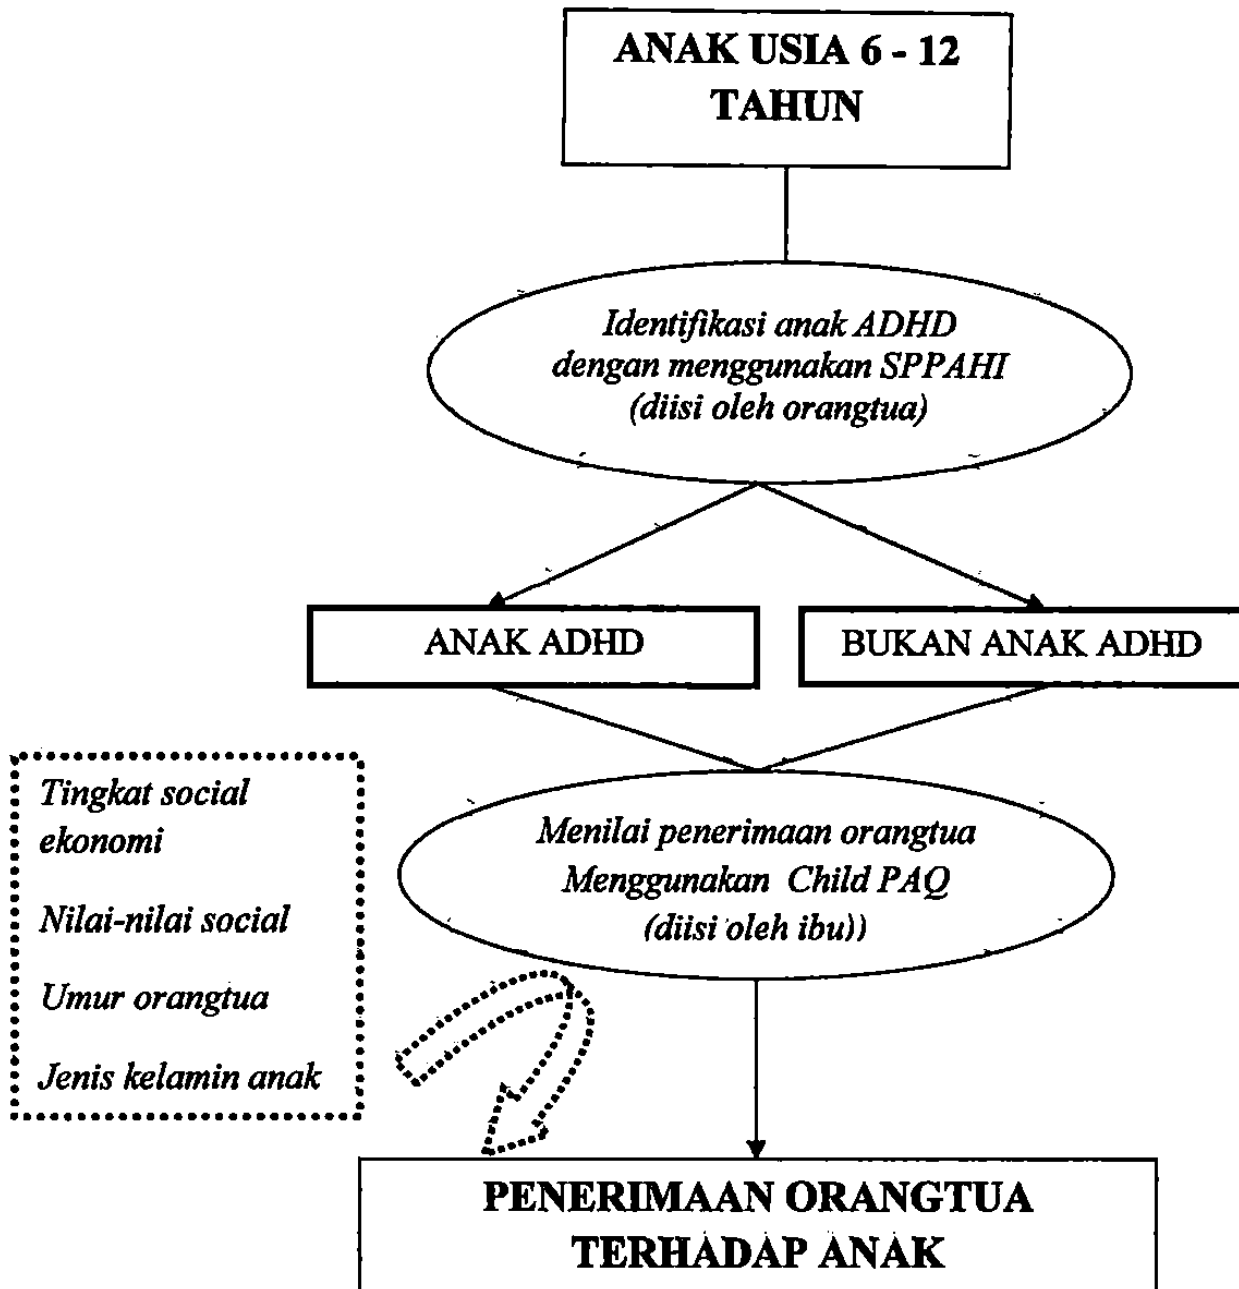 ANAK USIA 6 - 12
TAHUN
Identifikasi anak ADHD
dengan menggunakan SPPAHI
(diisi oleh orangtua)
ANAK ADHD
BUKAN ANAK ADHD
Tingkat social
ekonomi
Nilai-nilai social
Umur orangtua
Jenis kelamin anak
Menilai penerimaan orangtua
Menggunakan Child PAQ
(diisi oleh ibu))
PENERIMAAN ORANGTUA
TERHADAP ANAK